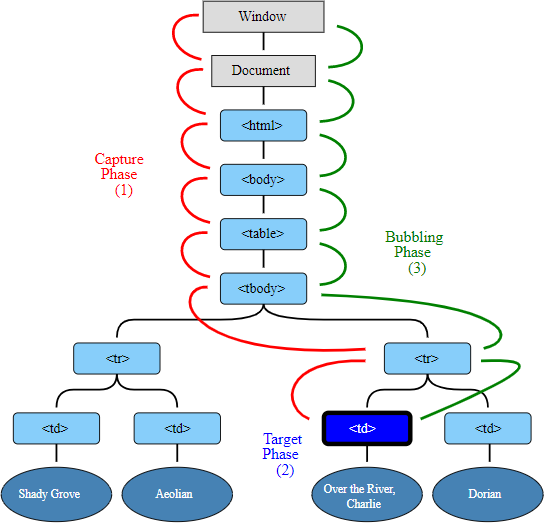 Window
Document
<html>
Capture
Phase
(1)
<body>
<table>
Bubbling
Phase
(3)
<tbody>
<tr>
<tr>
<td>
<td>
Target
Phase
(2)
<td>
<td>
Shady Grove
Aeolian
Over the River,
Charlie
Dorian